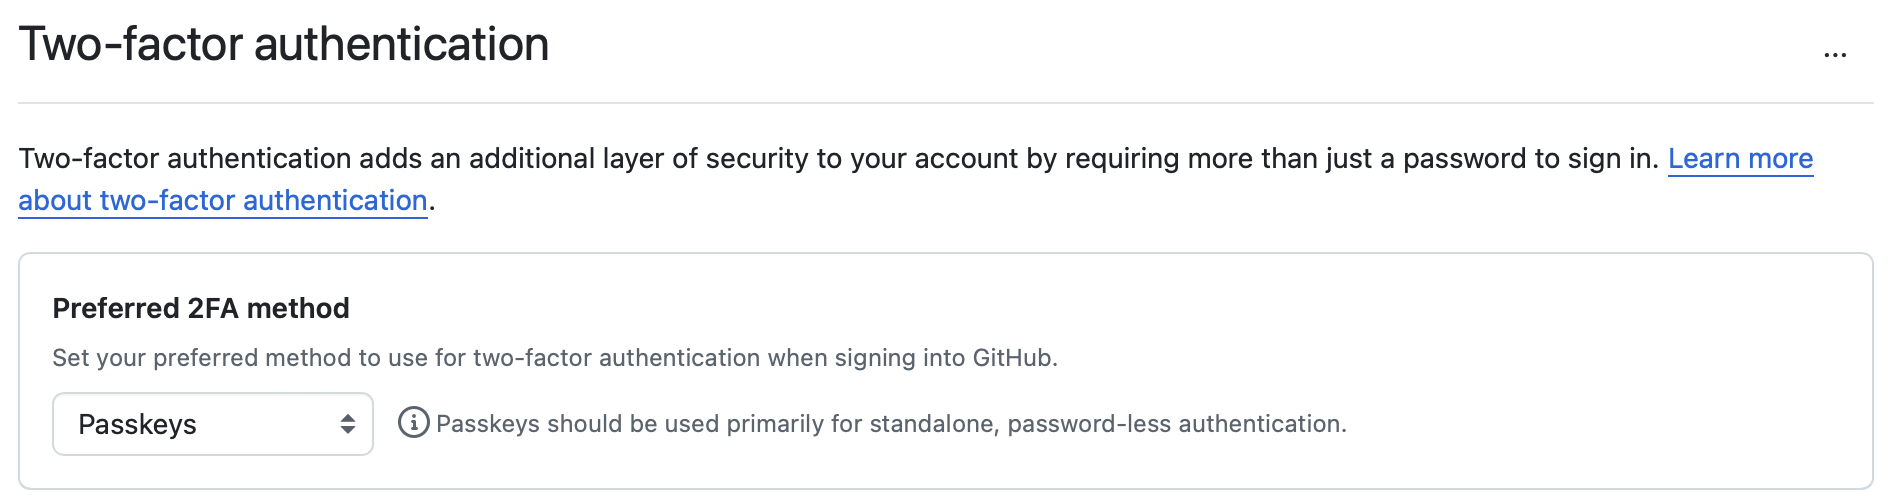 Two-factor authentication
...
Two-factor authentication adds an additional layer of security to your account by requiring more than just a password to sign in. Learn more
about two-factor authentication.
Preferred 2FA method
Set your preferred method to use for two-factor authentication when signing into GitHub.
Passkeys
Passkeys should be used primarily for standalone, password-less authentication.